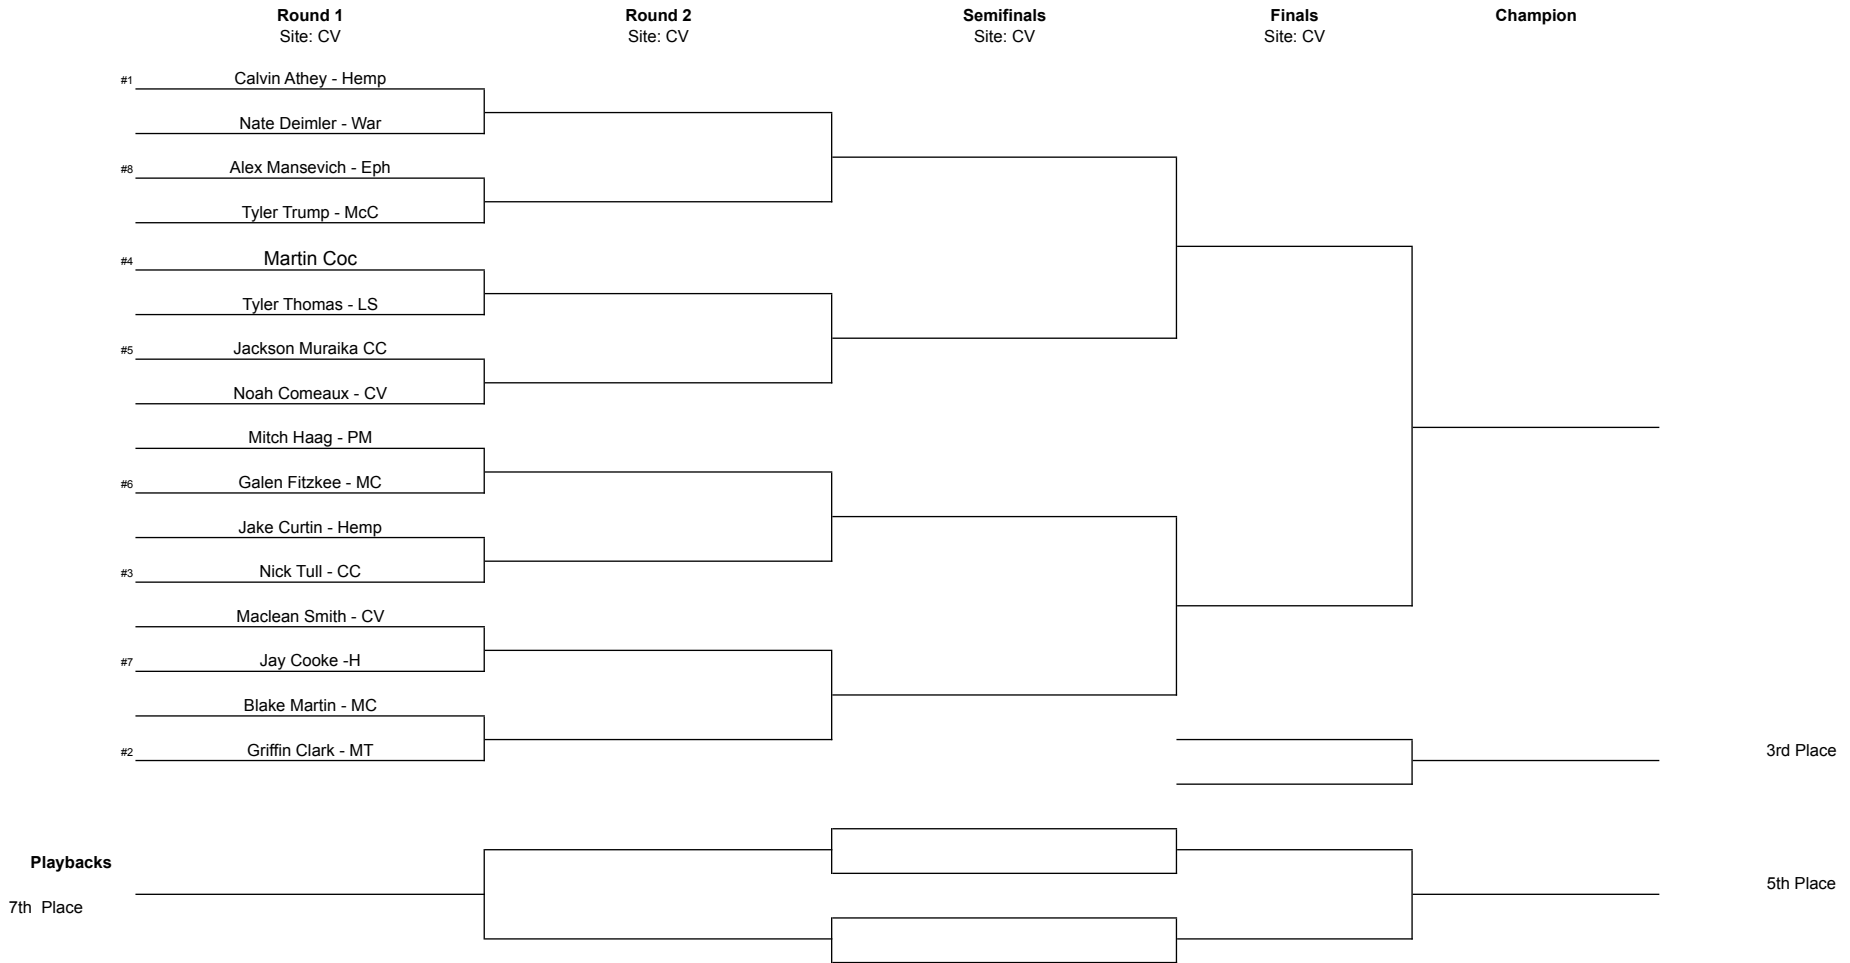 Round 1
Site: CV
Round 2
Site: CV
Semifinals
Site: CV
Finals
Site: CV
Champion
#1 Calvin Athey - Hemp
Nate Deimler - War
#8 Alex Mansevich - Eph
Tyler Trump - McC
#4 Martin Coc
Tyler Thomas - LS
#5 Jackson Muraika CC
Noah Comeaux - CV
Mitch Haag - PM
#6 Galen Fitzkee - MC
Jake Curtin - Hemp
#3 Nick Tull - CC
Maclean Smith - CV
#7 Jay Cooke -H
Blake Martin - MC
#2 Griffin Clark - MT
3rd Place
Playbacks
5th Place
7th Place